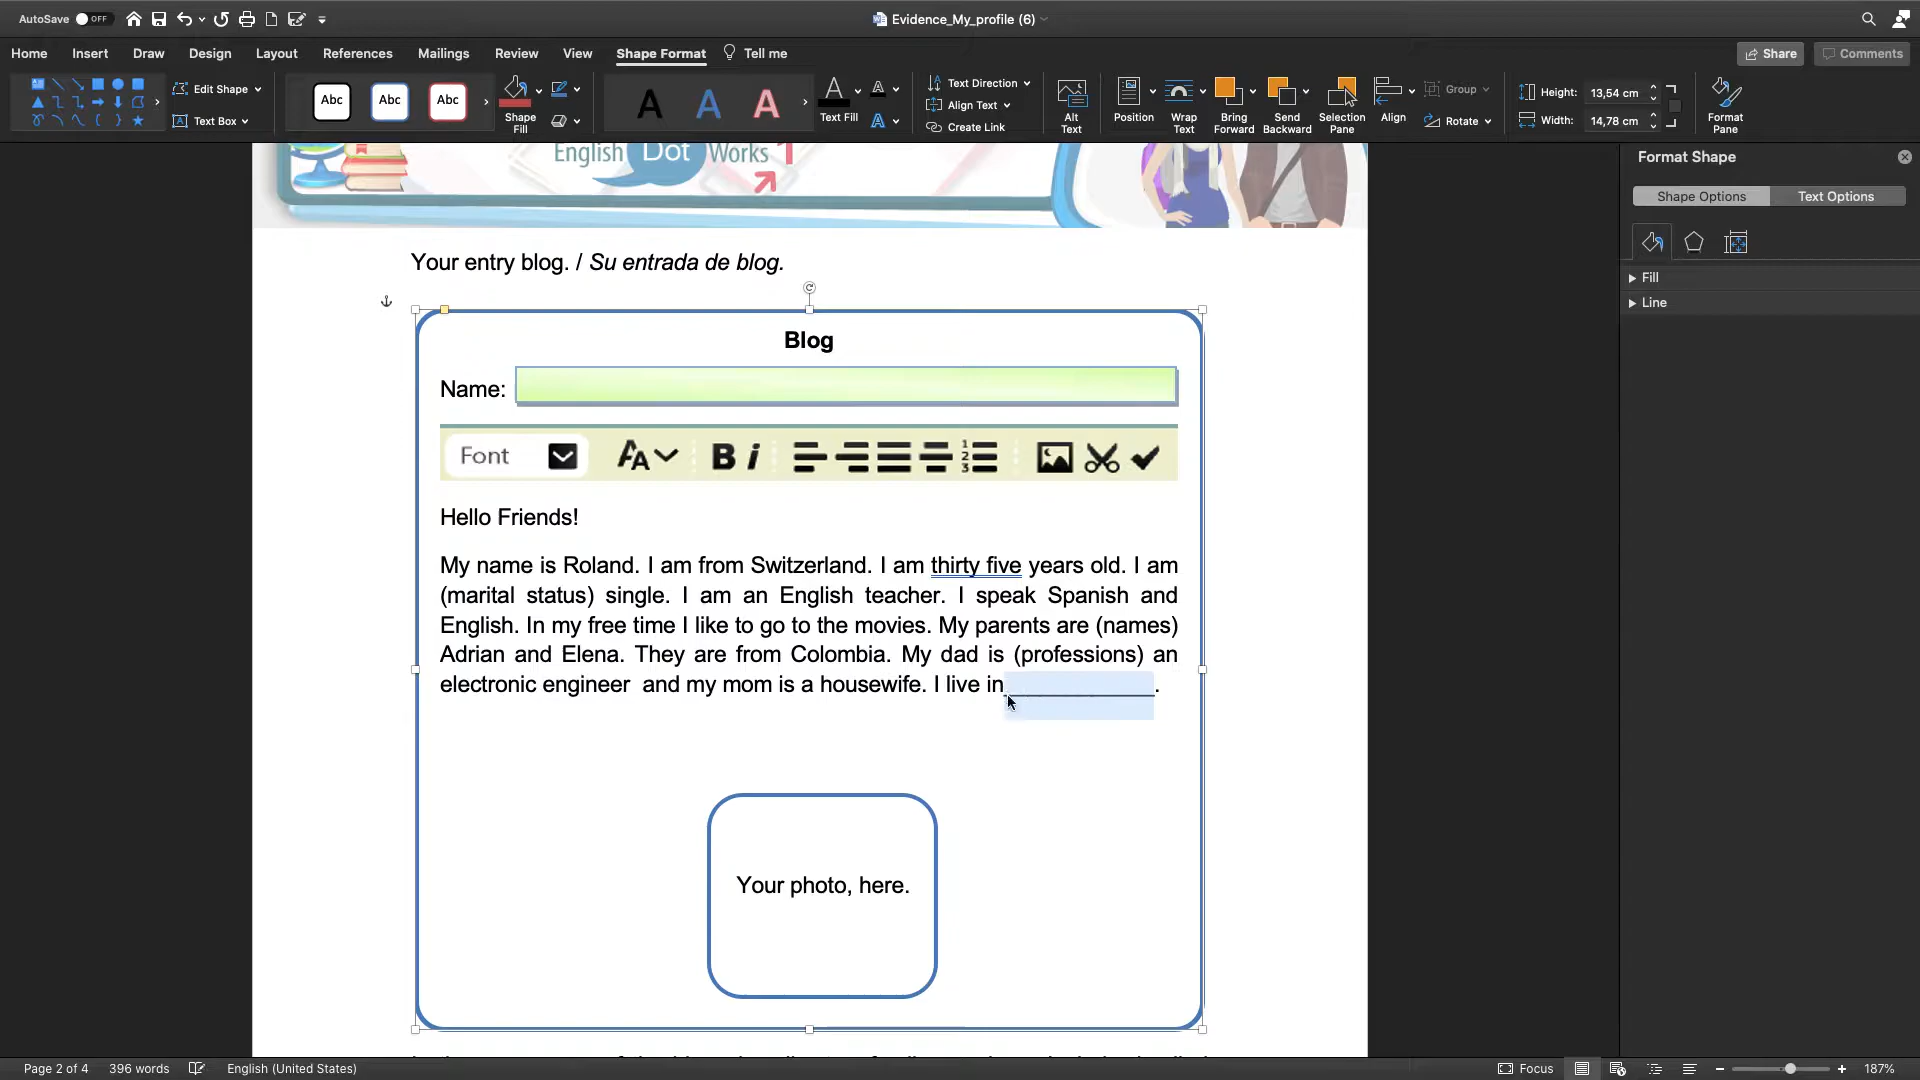 AutoSave OFF
Evidence_My_profile (6)
Home Insert Draw Design Layout References Mailings Review View Shape Format Tell me
Share Comments
Edit Shape
Text Box
Abc Abc Abc
Shape Fill
A A A
Text Fill
Text Direction
Align Text
Create Link
Alt Text
Position
Wrap Text
Bring Forward
Send Backward
Selection Pane
Align
Group
Rotate
Height: 13,54 cm
Width: 14,78 cm
Format Pane
Format Shape
Shape Options Text Options
Fill
Line
English Dot Works 1
Your entry blog. / Su entrada de blog.
Blog
Name:
Font AA B i 1 2 3
Hello Friends!
My name is Roland. I am from Switzerland. I am thirty five years old. I am
(marital status) single. I am an English teacher. I speak Spanish and
English. In my free time I like to go to the movies. My parents are (names)
Adrian and Elena. They are from Colombia. My dad is (professions) an
electronic engineer  and my mom is a housewife. I live in____________.
Your photo, here.
Page 2 of 4 396 words English (United States) Focus 187%